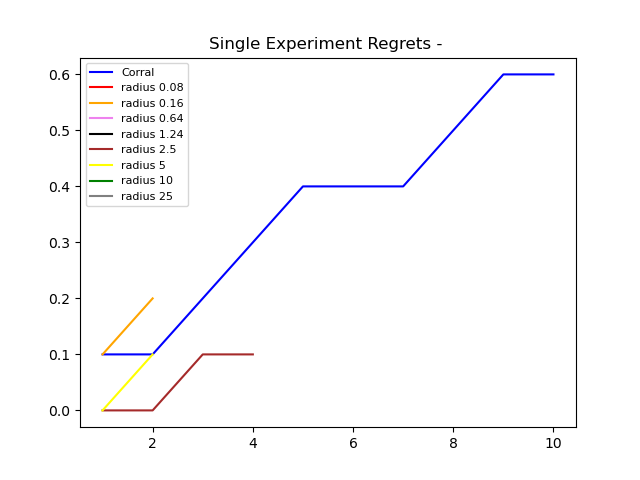 Single Experiment Regrets -
Corral
radius 0.08
radius 0.16
radius 0.64
radius 1.24
radius 2.5
radius 5
radius 10
radius 25
0.6
0.5
0.4
0.3
0.2
0.1
0.0
2 4 6 8 10